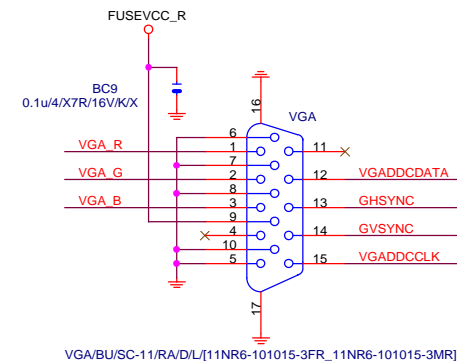 FUSEVCC_R
BC9
0.1u/4/X7R/16V/K/X
16
VGA
6
VGA_R
1
11
7
VGA_G
2
12
VGADDCDATA
8
VGA_B
3
13
GHSYNC
9
4
14
GVSYNC
10
5
15
VGADDCCLK
17
VGA/BU/SC-11/RA/D/L/[11NR6-101015-3FR_11NR6-101015-3MR]